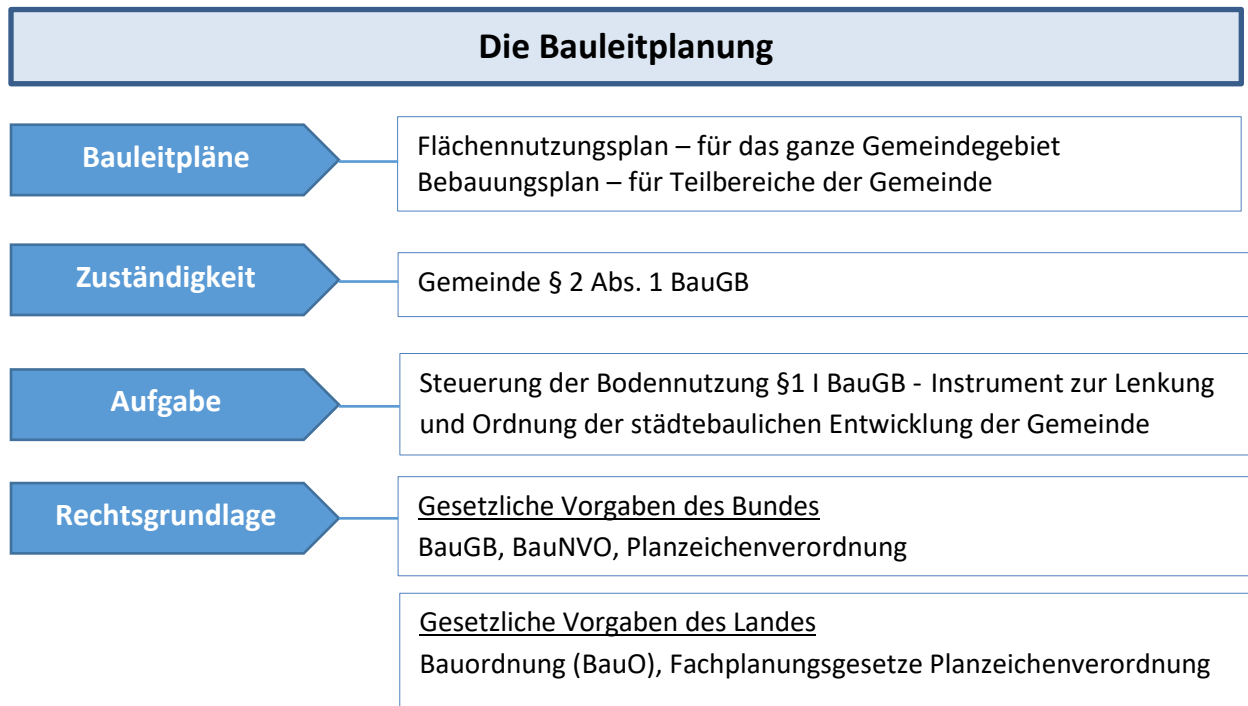 Die Bauleitplanung
Bauleitpläne
Flächennutzungsplan – für das ganze Gemeindegebiet
Bebauungsplan – für Teilbereiche der Gemeinde
Zuständigkeit
Gemeinde § 2 Abs. 1 BauGB
Aufgabe
Steuerung der Bodennutzung §1 I BauGB - Instrument zur Lenkung
und Ordnung der städtebaulichen Entwicklung der Gemeinde
Rechtsgrundlage
Gesetzliche Vorgaben des Bundes
BauGB, BauNVO, Planzeichenverordnung
Gesetzliche Vorgaben des Landes
Bauordnung (BauO), Fachplanungsgesetze Planzeichenverordnung